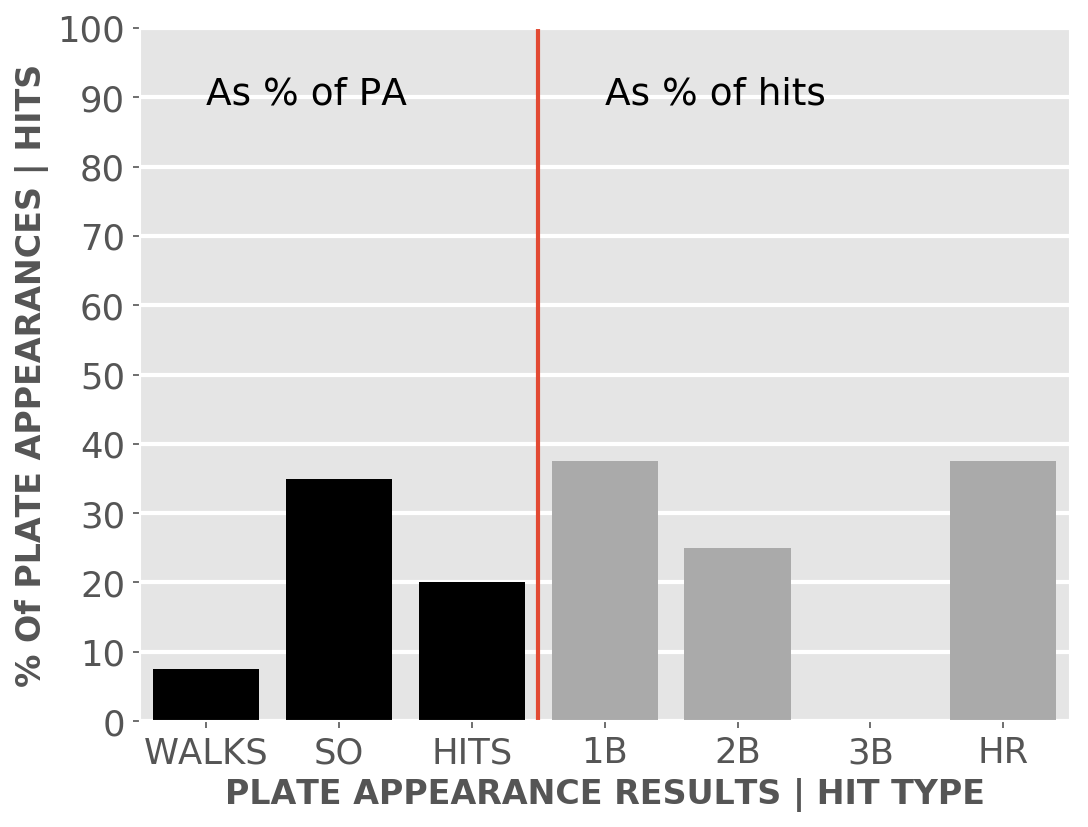 % Of PLATE APPEARANCES | HITS
100
90
80
70
60
50
40
30
20
10
0
As % of PA
As % of hits
WALKS SO HITS 1B 2B 3B HR
PLATE APPEARANCE RESULTS | HIT TYPE